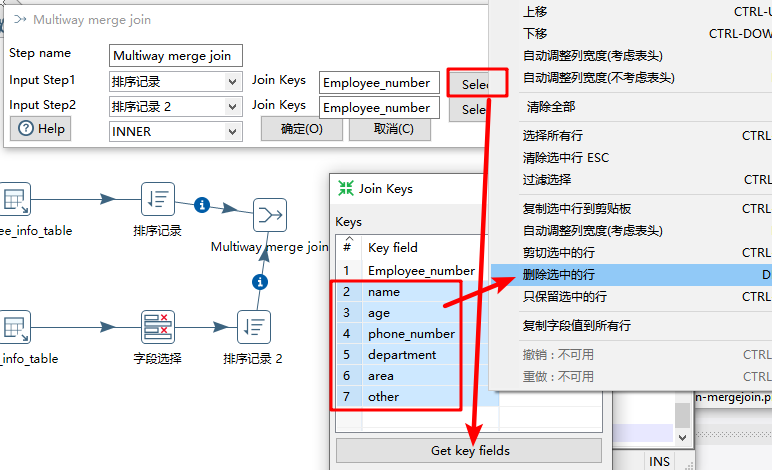 Multiway merge join
Step name
Multiway merge join
Input Step1
排序记录
Join Keys
Employee_number
Selec
Input Step2
排序记录 2
Join Keys
Employee_number
Sele
Help
INNER
确定(O)
取消(C)
上移
CTRL-U
下移
CTRL-DOW
自动调整列宽度(考虑表头)
自动调整列宽度(不考虑表头)
清除全部
选择所有行
CTRL
清除选中行 ESC
过滤选择
CTRL
复制选中行到剪贴板
CTRL
自动调整列宽度(考虑表头)
剪切选中的行
CTRL
删除选中的行
D
只保留选中的行
CTRL
复制字段值到所有行
撤销 : 不可用
CTRL
重做 : 不可用
CTRL
ee_info_table
排序记录
Multiway merge join
_info_table
字段选择
排序记录 2
Join Keys
Keys
#
Key field
1
Employee_number
2
name
3
age
4
phone_number
5
department
6
area
7
other
Get key fields
n-mergejoin.p
INS